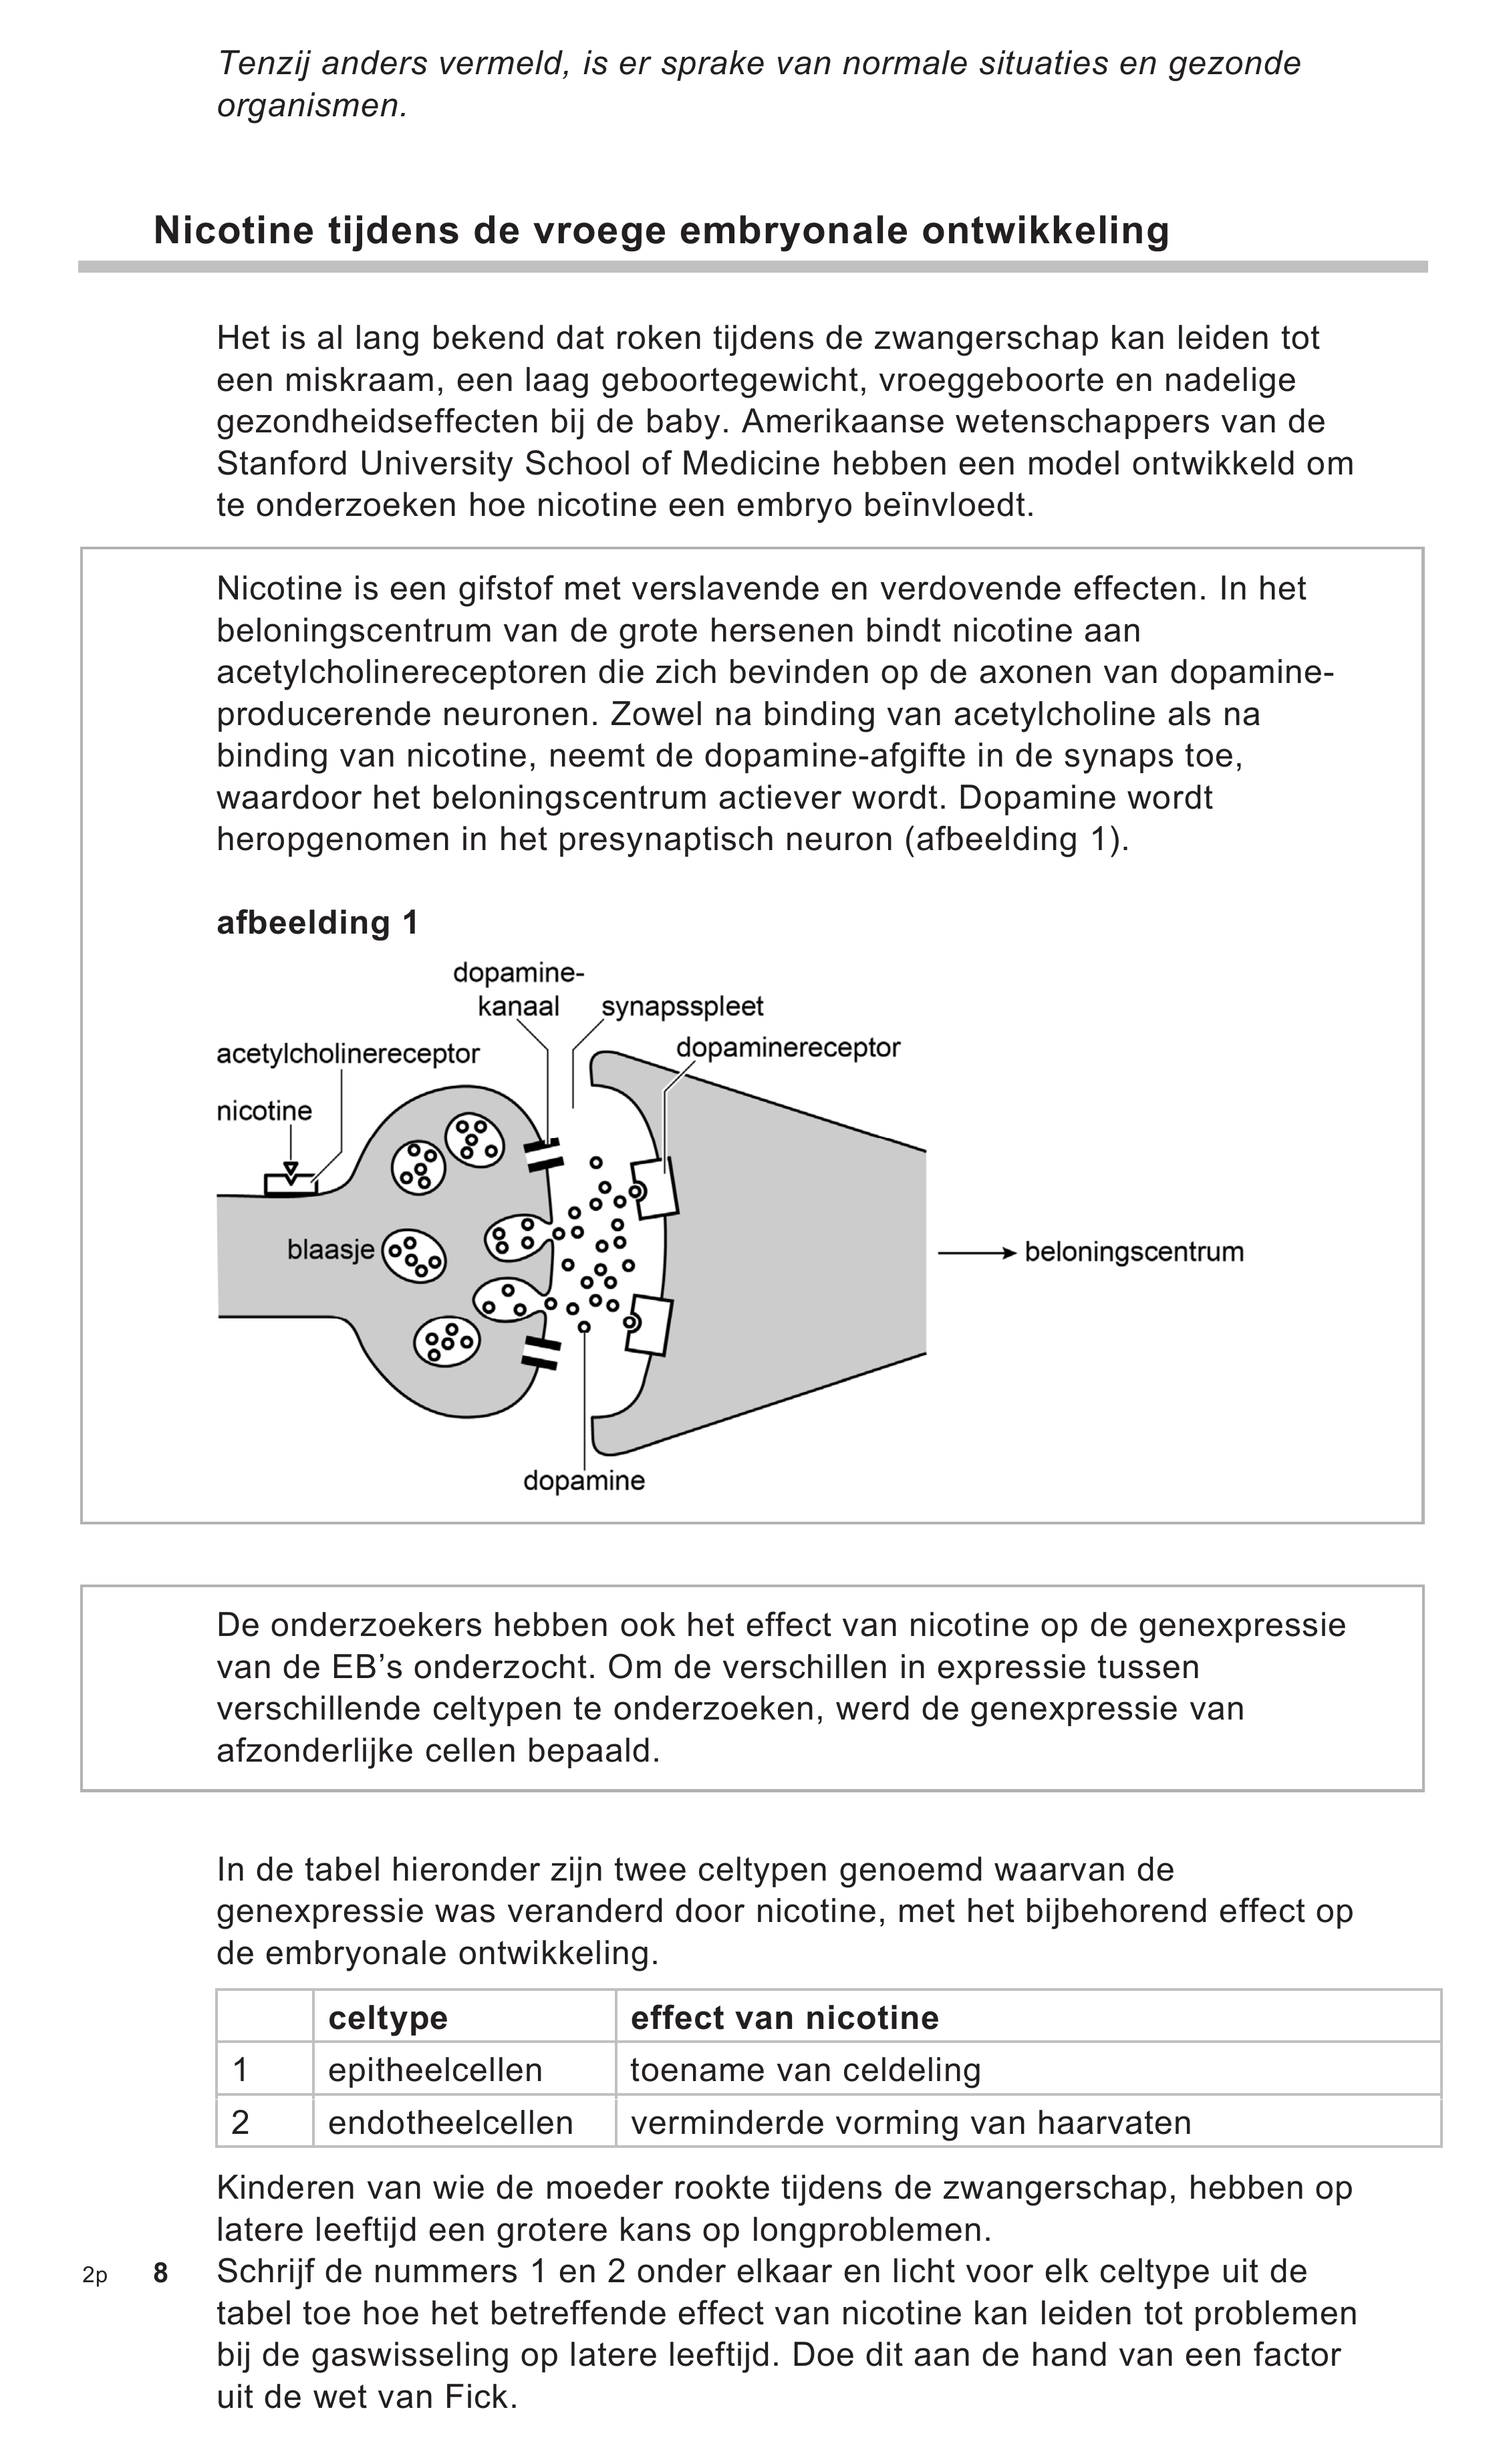 Tenzij anders vermeld, is er sprake van normale situaties en gezonde
organismen.
Nicotine tijdens de vroege embryonale ontwikkeling
Het is al lang bekend dat roken tijdens de zwangerschap kan leiden tot
een miskraam, een laag geboortegewicht, vroeggeboorte en nadelige
gezondheidseffecten bij de baby. Amerikaanse wetenschappers van de
Stanford University School of Medicine hebben een model ontwikkeld om
te onderzoeken hoe nicotine een embryo beïnvloedt.
Nicotine is een gifstof met verslavende en verdovende effecten. In het
beloningscentrum van de grote hersenen bindt nicotine aan
acetylcholinereceptoren die zich bevinden op de axonen van dopamine-
producerende neuronen. Zowel na binding van acetylcholine als na
binding van nicotine, neemt de dopamine-afgifte in de synaps toe,
waardoor het beloningscentrum actiever wordt. Dopamine wordt
heropgenomen in het presynaptisch neuron (afbeelding 1).
afbeelding 1
dopamine-
kanaal
synapsspleet
acetylcholinereceptor
dopaminereceptor
nicotine
blaasje
beloningscentrum
dopamine
De onderzoekers hebben ook het effect van nicotine op de genexpressie
van de EB's onderzocht. Om de verschillen in expressie tussen
verschillende celtypen te onderzoeken, werd de genexpressie van
afzonderlijke cellen bepaald.
In de tabel hieronder zijn twee celtypen genoemd waarvan de
genexpressie was veranderd door nicotine, met het bijbehorend effect op
de embryonale ontwikkeling.
celtype effect van nicotine
1 epitheelcellen toename van celdeling
2 endotheelcellen verminderde vorming van haarvaten
Kinderen van wie de moeder rookte tijdens de zwangerschap, hebben op
latere leeftijd een grotere kans op longproblemen.
2p 8 Schrijf de nummers 1 en 2 onder elkaar en licht voor elk celtype uit de
tabel toe hoe het betreffende effect van nicotine kan leiden tot problemen
bij de gaswisseling op latere leeftijd. Doe dit aan de hand van een factor
uit de wet van Fick.